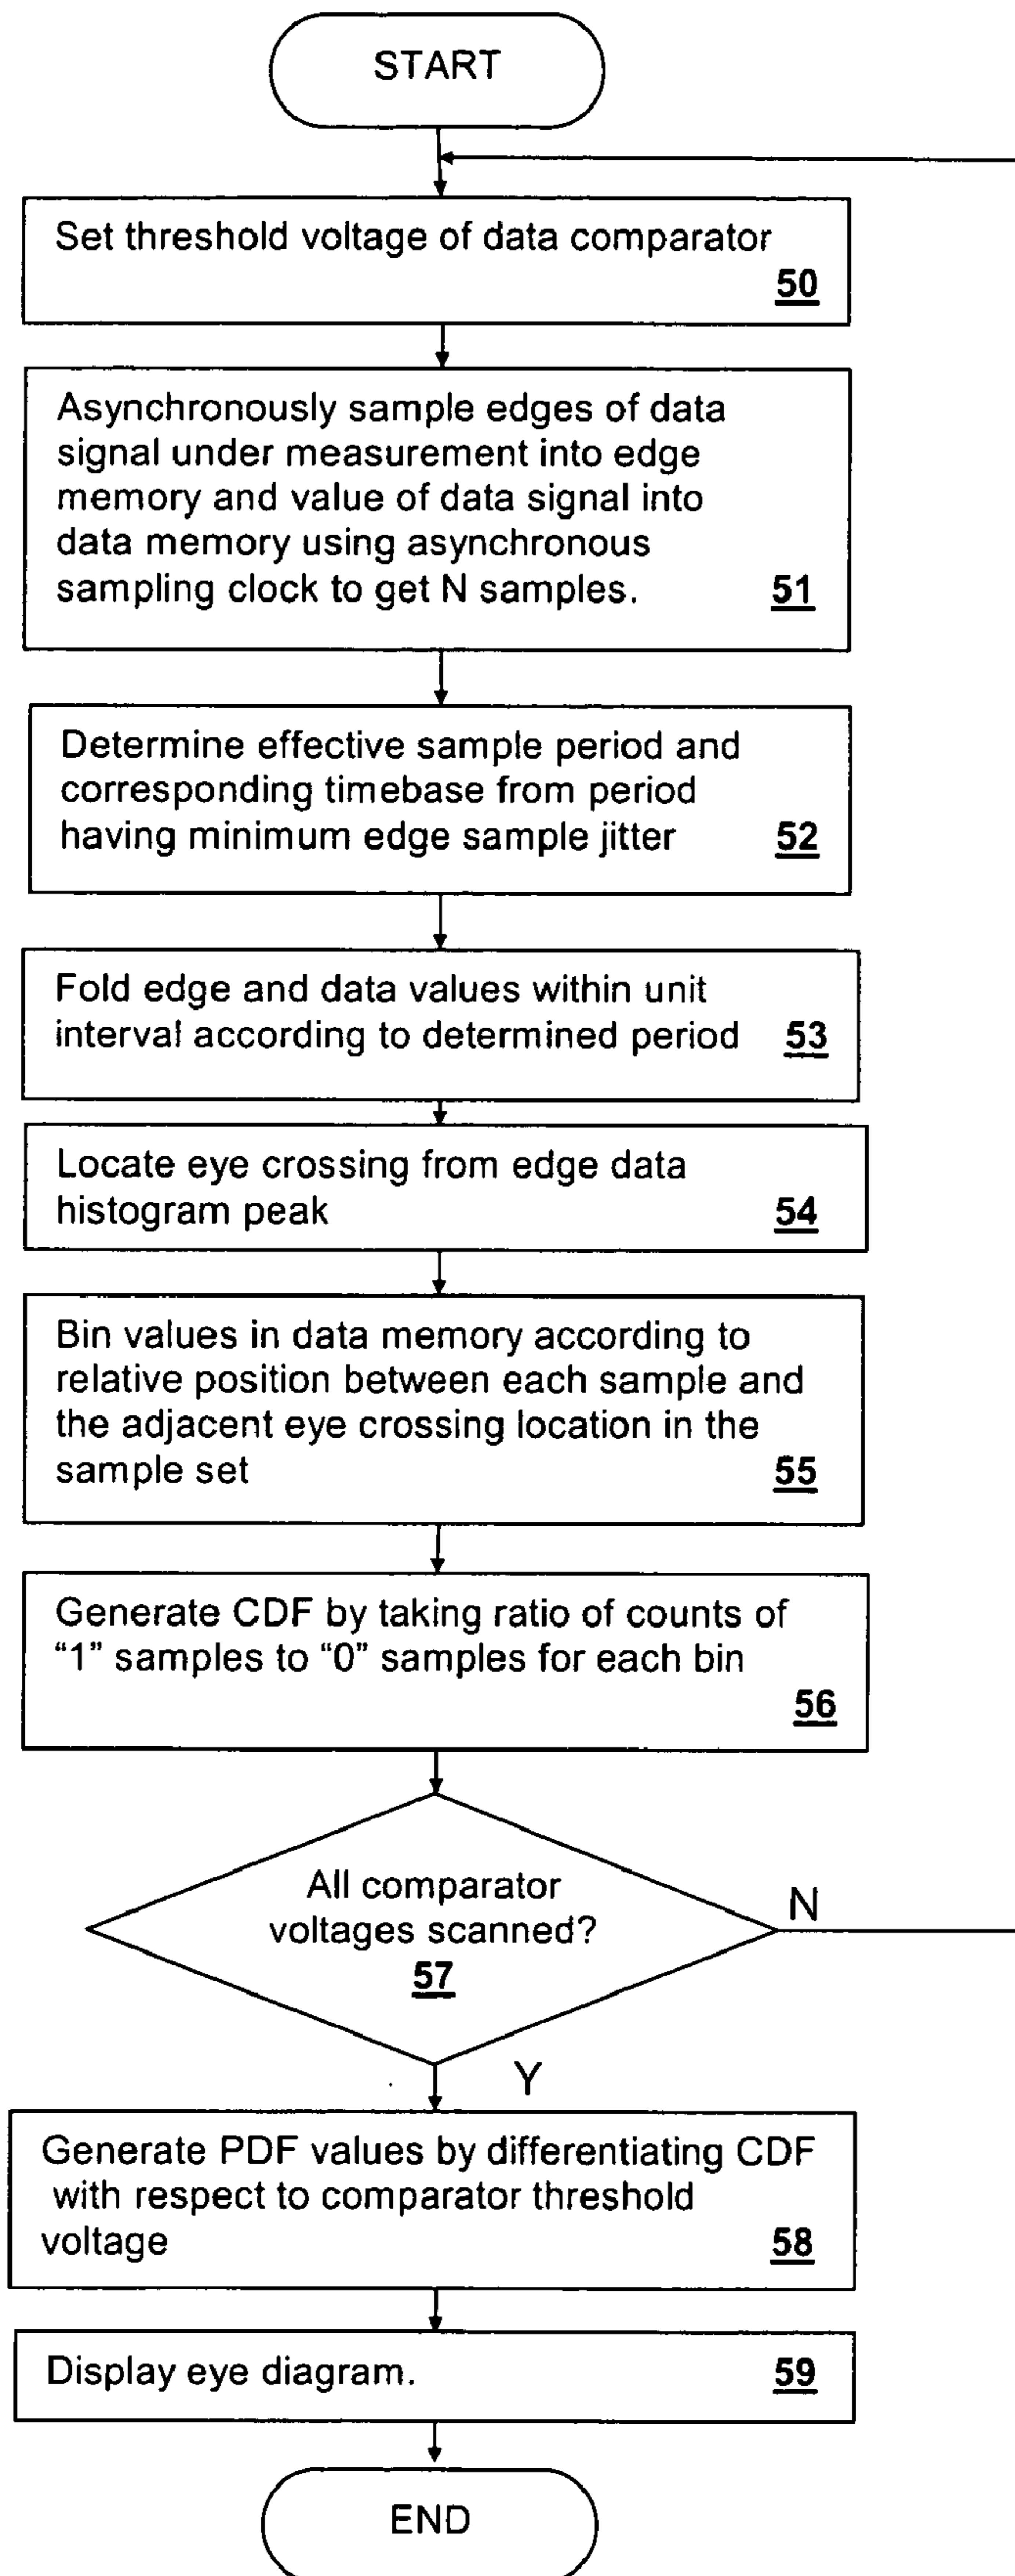 START
Set threshold voltage of data comparator
50
Asynchronously sample edges of data
signal under measurement into edge
memory and value of data signal into
data memory using asynchronous
sampling clock to get N samples. 51
Determine effective sample period and
corresponding timebase from period
having minimum edge sample jitter 52
Fold edge and data values within unit
interval according to determined period 53
Locate eye crossing from edge data
histogram peak 54
Bin values in data memory according to
relative position between each sample and
the adjacent eye crossing location in the
sample set 55
Generate CDF by taking ratio of counts of
“1” samples to “0” samples for each bin
56
All comparator
voltages scanned?
57
N
Y
Generate PDF values by differentiating CDF
with respect to comparator threshold
voltage 58
Display eye diagram. 59
END